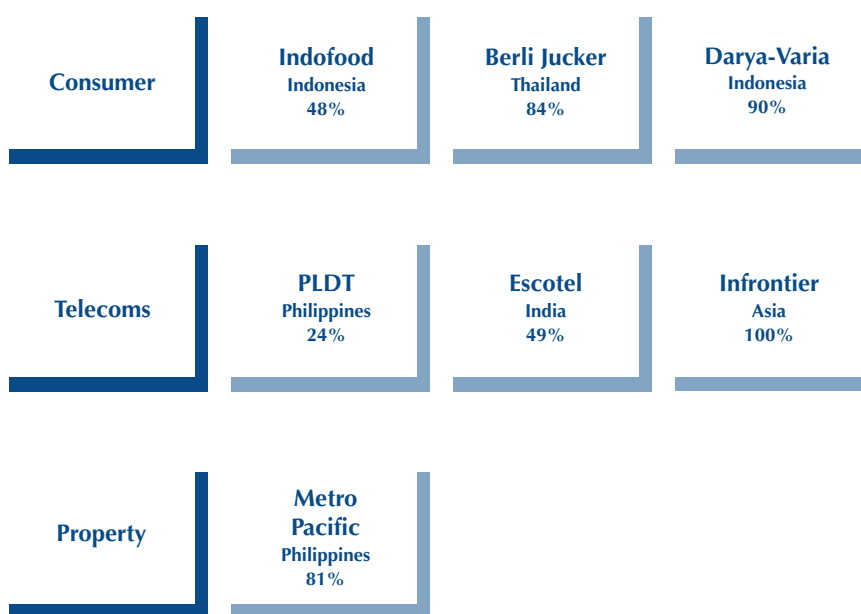 Consumer
Indofood
Indonesia
48%
Berli Jucker
Thailand
84%
Darya-Varia
Indonesia
90%
Telecoms
PLDT
Philippines
24%
Escotel
India
49%
Infrontier
Asia
100%
Property
Metro
Pacific
Philippines
81%